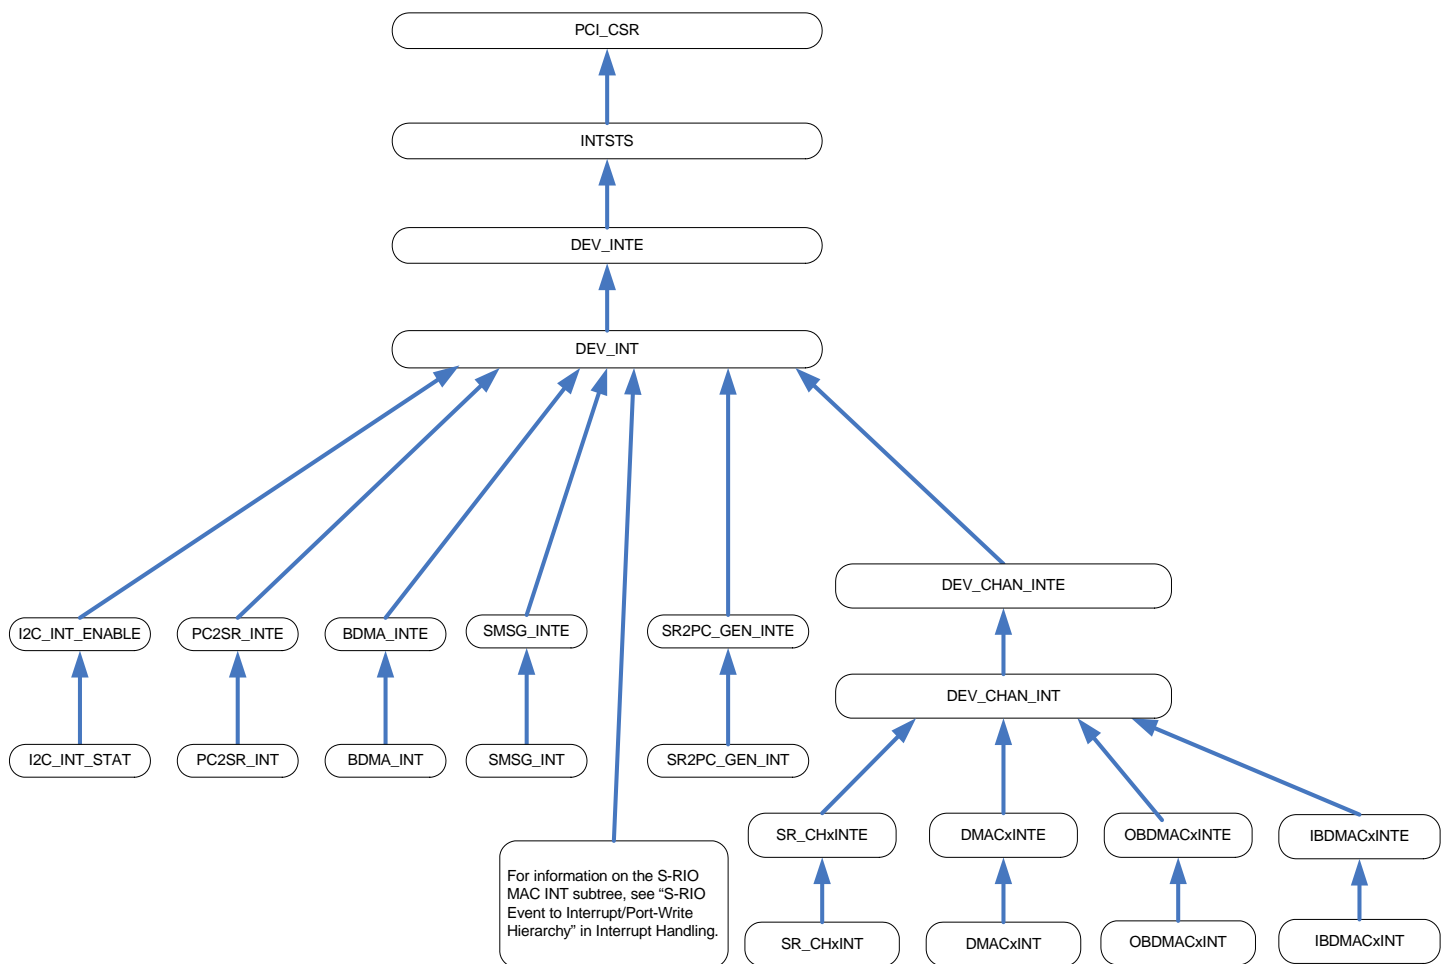 PCI_CSR
INTSTS
DEV_INTE
DEV_INT
DEV_CHAN_INTE
I2C_INT_ENABLE
PC2SR_INTE
BDMA_INTE
SMSG_INTE
SR2PC_GEN_INTE
DEV_CHAN_INT
I2C_INT_STAT
PC2SR_INT
BDMA_INT
SMSG_INT
SR2PC_GEN_INT
SR_CHxINTE
DMACxINTE
OBDMACxINTE
IBDMACxINTE
For information on the S-RIO
MAC INT subtree, see “S-RIO
Event to Interrupt/Port-Write
Hierarchy” in Interrupt Handling.
SR_CHxINT
DMACxINT
OBDMACxINT
IBDMACxINT